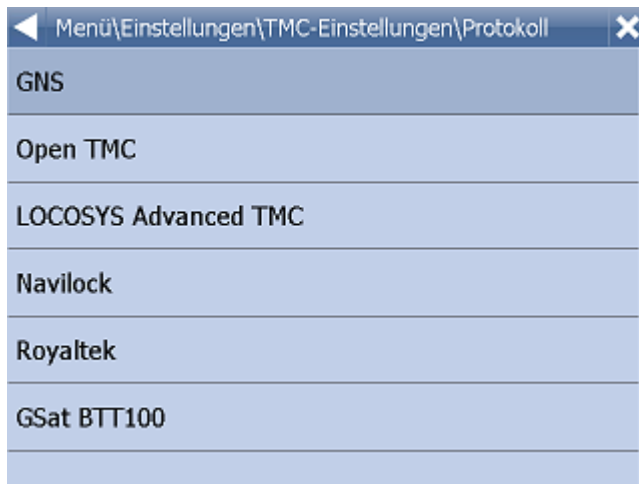 Menü\Einstellungen\TMC-Einstellungen\Protokoll
GNS
Open TMC
LOCOSYS Advanced TMC
Navilock
Royaltek
GSat BTT100